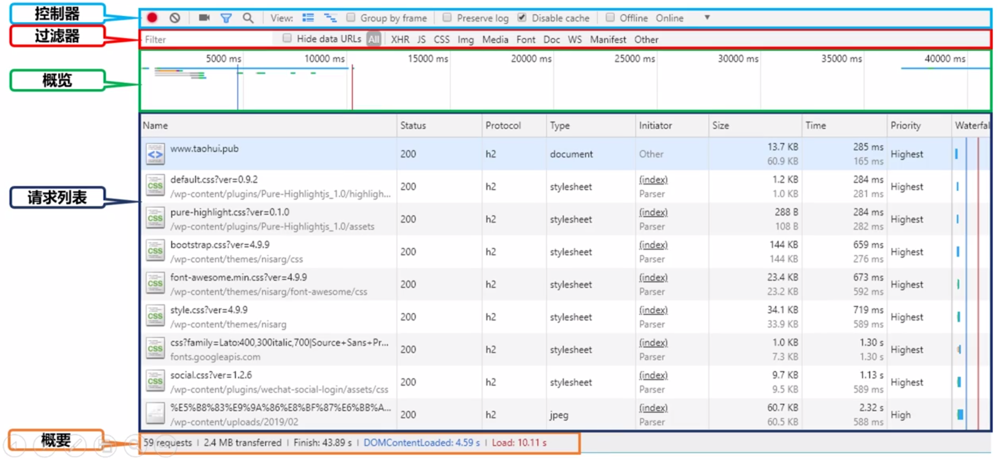 控制器
View: Group by frame Preserve log Disable cache Offline Online
过滤器
Filter Hide data URLs All XHR JS CSS Img Media Font Doc WS Manifest Other
概览
5000 ms 10000 ms 15000 ms 20000 ms 25000 ms 30000 ms 35000 ms 40000 ms
请求列表
Name Status Protocol Type Initiator Size Time Priority Waterfal
www.taohui.pub 200 h2 document Other 13.7 KB 285 ms Highest
60.9 KB 165 ms
CSS default.css?ver=0.9.2 200 h2 stylesheet (index) 1.2 KB 284 ms Highest
/wp-content/plugins/Pure-Highlightjs_1.0/highligh... Parser 1.0 KB 281 ms
CSS pure-highlight.css?ver=0.1.0 200 h2 stylesheet (index) 288 B 284 ms Highest
/wp-content/plugins/Pure-Highlightjs_1.0/assets Parser 108 B 282 ms
CSS bootstrap.css?ver=4.9.9 200 h2 stylesheet (index) 144 KB 659 ms Highest
/wp-content/themes/nisarg/css Parser 144 KB 276 ms
CSS font-awesome.min.css?ver=4.9.9 200 h2 stylesheet (index) 23.4 KB 673 ms Highest
/wp-content/themes/nisarg/font-awesome/css Parser 23.2 KB 592 ms
CSS style.css?ver=4.9.9 200 h2 stylesheet (index) 34.1 KB 719 ms Highest
/wp-content/themes/nisarg Parser 33.9 KB 589 ms
CSS css?family=Lato:400,300italic,700|Source+Sans+Pr... 200 h2 stylesheet (index) 1.0 KB 1.30 s Highest
fonts.googleapis.com Parser 7.3 KB 1.30 s
CSS social.css?ver=1.2.6 200 h2 stylesheet (index) 9.7 KB 1.13 s Highest
/wp-content/plugins/wechat-social-login/assets/css Parser 9.5 KB 589 ms
%E5%B8%83%E9%9A%86%E8%BF%87%E6%BB%A... 200 h2 jpeg (index) 60.7 KB 2.32 s High
/wp-content/uploads/2019/02 Parser 60.5 KB 588 ms
概要
59 requests | 2.4 MB transferred | Finish: 43.89 s | DOMContentLoaded: 4.59 s | Load: 10.11 s